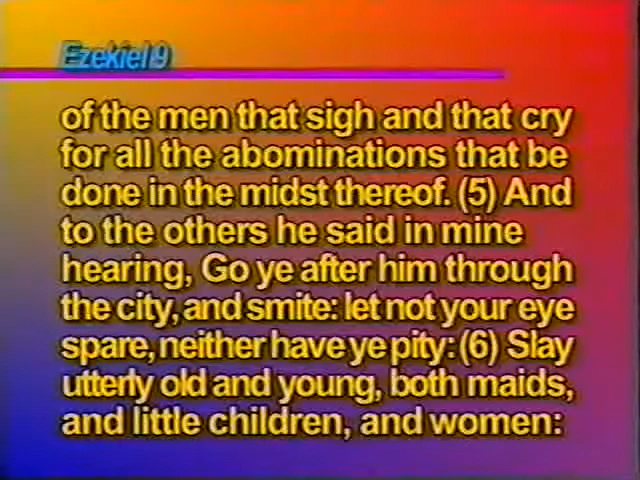 Ezekiel 9
of the men that sigh and that cry
for all the abominations that be
done in the midst thereof. (5) And
to the others he said in mine
hearing, Go ye after him through
the city, and smite: let not your eye
spare, neither have ye pity: (6) Slay
utterly old and young, both maids,
and little children, and women: